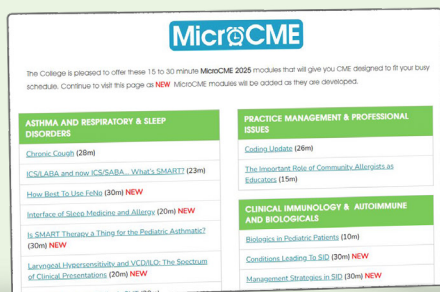 MicroCME
The College is pleased to offer these 15 to 30 minute MicroCME 2025 modules that will give you CME designed to fit your busy
schedule. Continue to visit this page as NEW MicroCME modules will be added as they are developed.
ASTHMA AND RESPIRATORY & SLEEP
DISORDERS
Chronic Cough (28m)
ICS/LABA and now ICS/SABA... What's SMART? (23m)
How Best To Use FeNo (30m) NEW
Interface of Sleep Medicine and Allergy (20m) NEW
Is SMART Therapy a Thing for the Pediatric Asthmatic?
(30m) NEW
Laryngeal Hypersensitivity and VCD/ILO: The Spectrum
of Clinical Presentations (20m) NEW
PRACTICE MANAGEMENT & PROFESSIONAL
ISSUES
Coding Update (26m)
The Important Role of Community Allergists as
Educators (15m)
CLINICAL IMMUNOLOGY & AUTOIMMUNE
AND BIOLOGICALS
Biologics in Pediatric Patients (10m)
Conditions Leading To SID (30m) NEW
Management Strategies in SID (30m) NEW